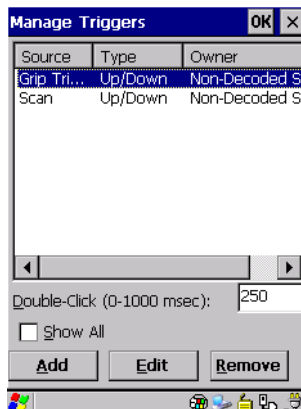 Manage Triggers OK
Source Type Owner
Grip Tri... Up/Down Non-Decoded S
Scan Up/Down Non-Decoded S
Double-Click (0-1000 msec): 250
Show All
Add Edit Remove